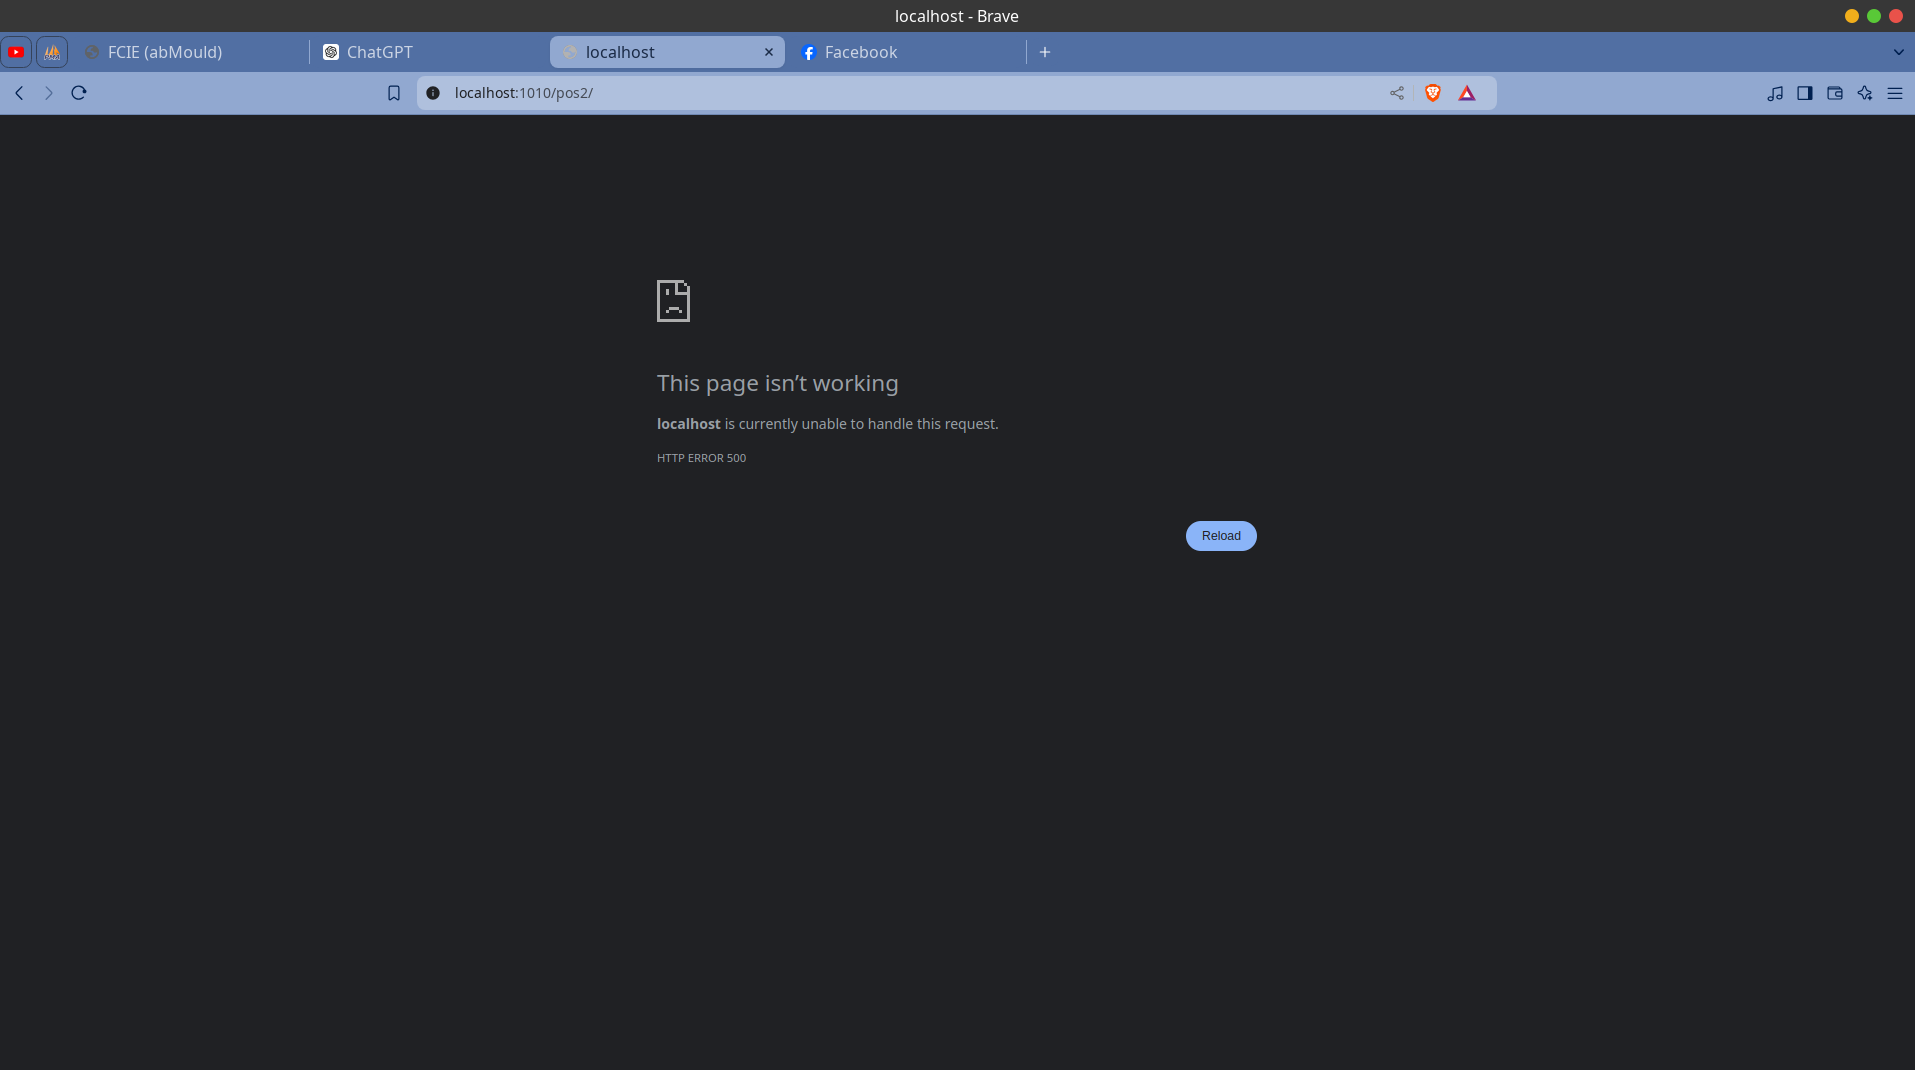 localhost - Brave
FCIE (abMould)
ChatGPT
localhost
Facebook
localhost:1010/pos2/
This page isn’t working
localhost is currently unable to handle this request.
HTTP ERROR 500
Reload